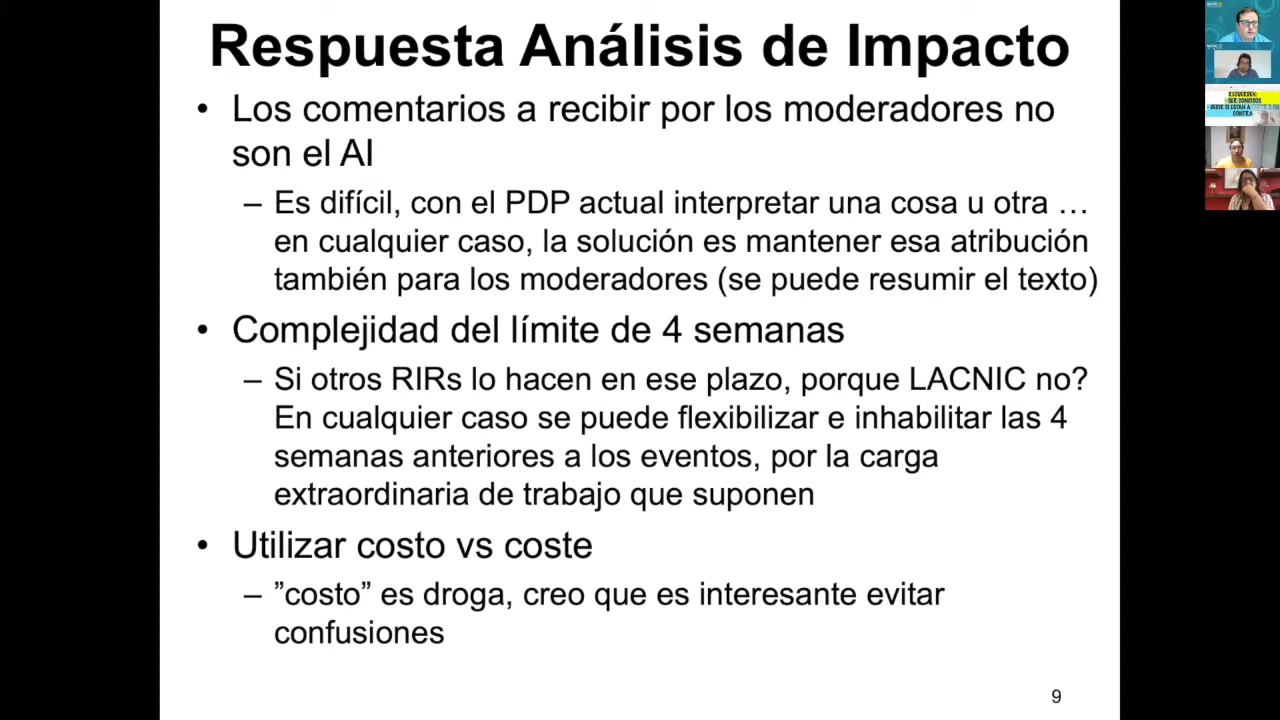 Respuesta Análisis de Impacto
• Los comentarios a recibir por los moderadores no
son el AI
– Es difícil, con el PDP actual interpretar una cosa u otra …
en cualquier caso, la solución es mantener esa atribución
también para los moderadores (se puede resumir el texto)
• Complejidad del límite de 4 semanas
– Si otros RIRs lo hacen en ese plazo, porque LACNIC no?
En cualquier caso se puede flexibilizar e inhabilitar las 4
semanas anteriores a los eventos, por la carga
extraordinaria de trabajo que suponen
• Utilizar costo vs coste
– ”costo” es droga, creo que es interesante evitar
confusiones
9
RECUERDEN:
SER CONCISOS
CONTRA